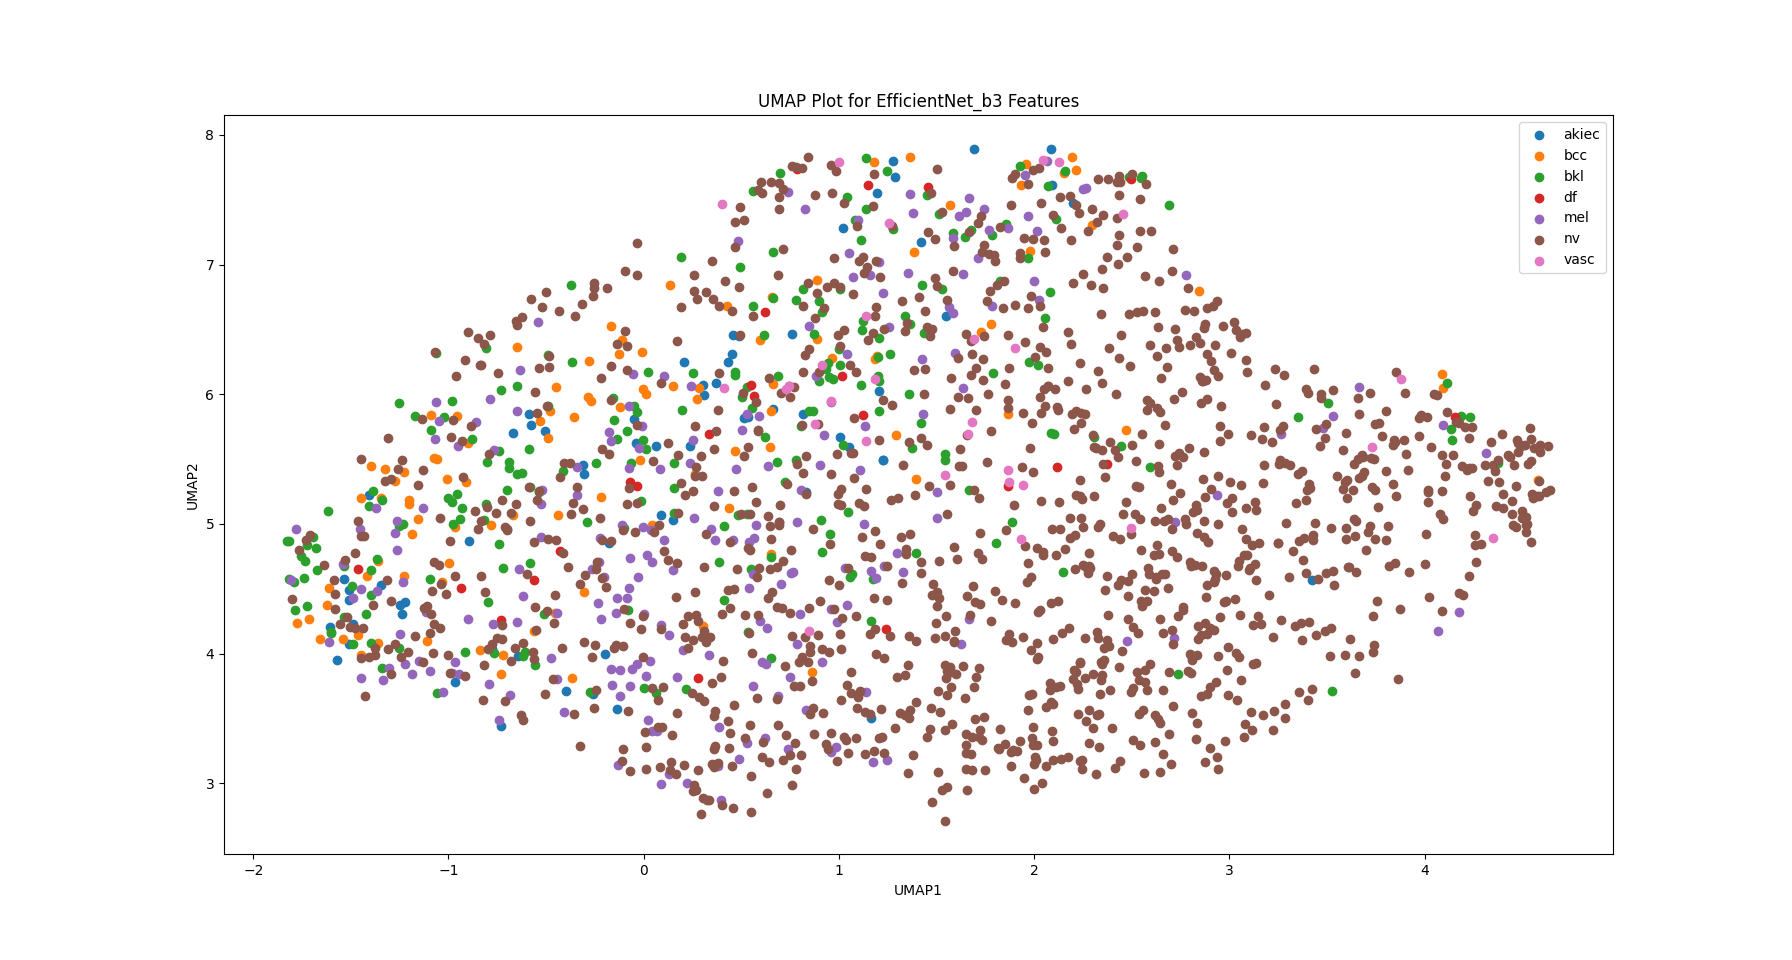 UMAP Plot for EfficientNet_b3 Features
akiec
bcc
bkl
df
mel
nv
vasc
8
7
6
5
4
3
UMAP2
−2
−1
0
1
2
3
4
UMAP1